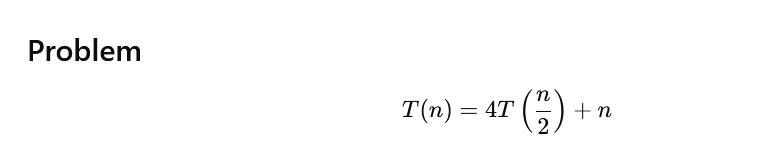 Problem
T(n) = 4T(n/2) + n